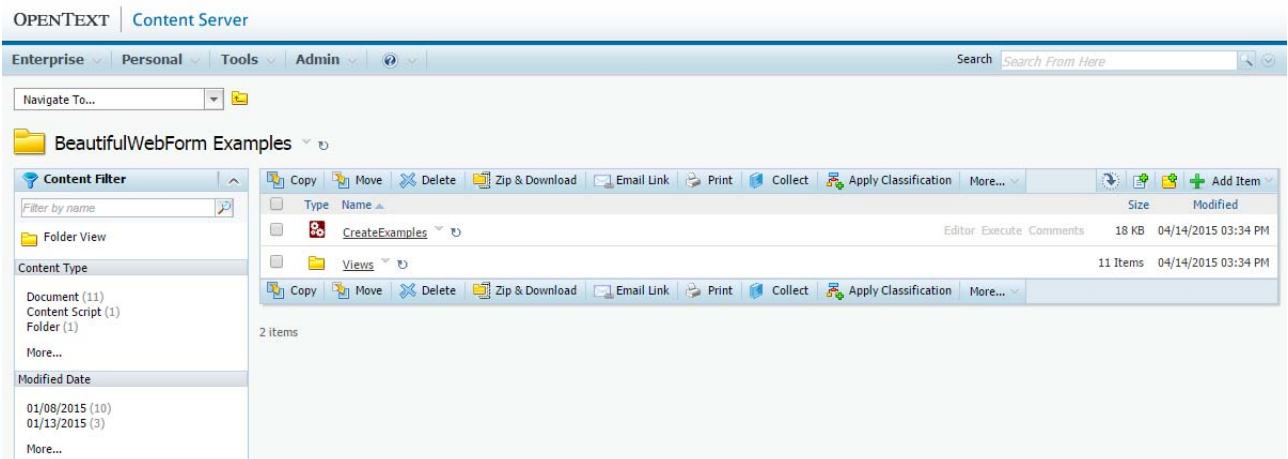 OPENTEXT | Content Server
Enterprise Personal Tools Admin Search Search From Here
Navigate To...
BeautifulWebForm Examples
Content Filter
Filter by name
Folder View
Content Type
Document (11)
Content Script (1)
Folder (1)
More...
Modified Date
01/08/2015 (10)
01/13/2015 (3)
More...
Copy Move Delete Zip & Download Email Link Print Collect Apply Classification More... Add Item
Type Name Size Modified
CreateExamples Editor Execute Comments 18 KB 04/14/2015 03:34 PM
Views 11 Items 04/14/2015 03:34 PM
Copy Move Delete Zip & Download Email Link Print Collect Apply Classification More...
2 items